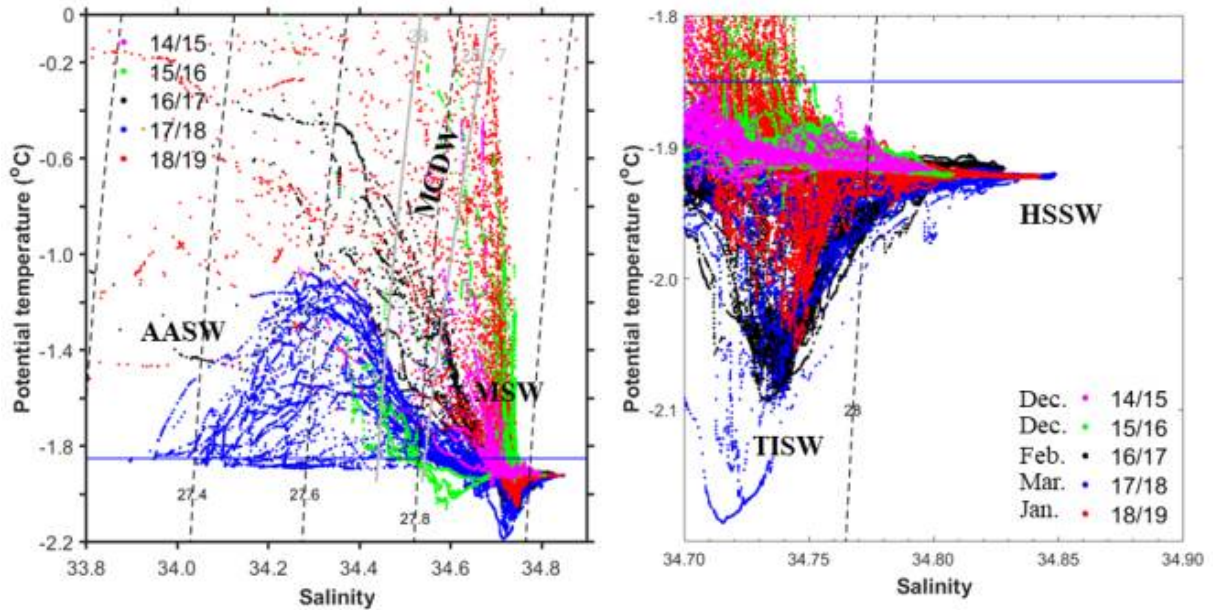 0
-0.2
-0.6
-1.0
-1.4
-1.8
-2.2
Potential temperature (°C)
14/15
15/16
16/17
17/18
18/19
28
MCDW
AASW
MSW
27.4
27.6
27.8
33.8
34.0
34.2
34.4
34.6
34.8
Salinity
-1.8
-1.9
-2.0
-2.1
Potential temperature (°C)
HSSW
TISW
28
Dec. 14/15
Dec. 15/16
Feb. 16/17
Mar. 17/18
Jan. 18/19
34.70
34.75
34.80
34.85
34.90
Salinity